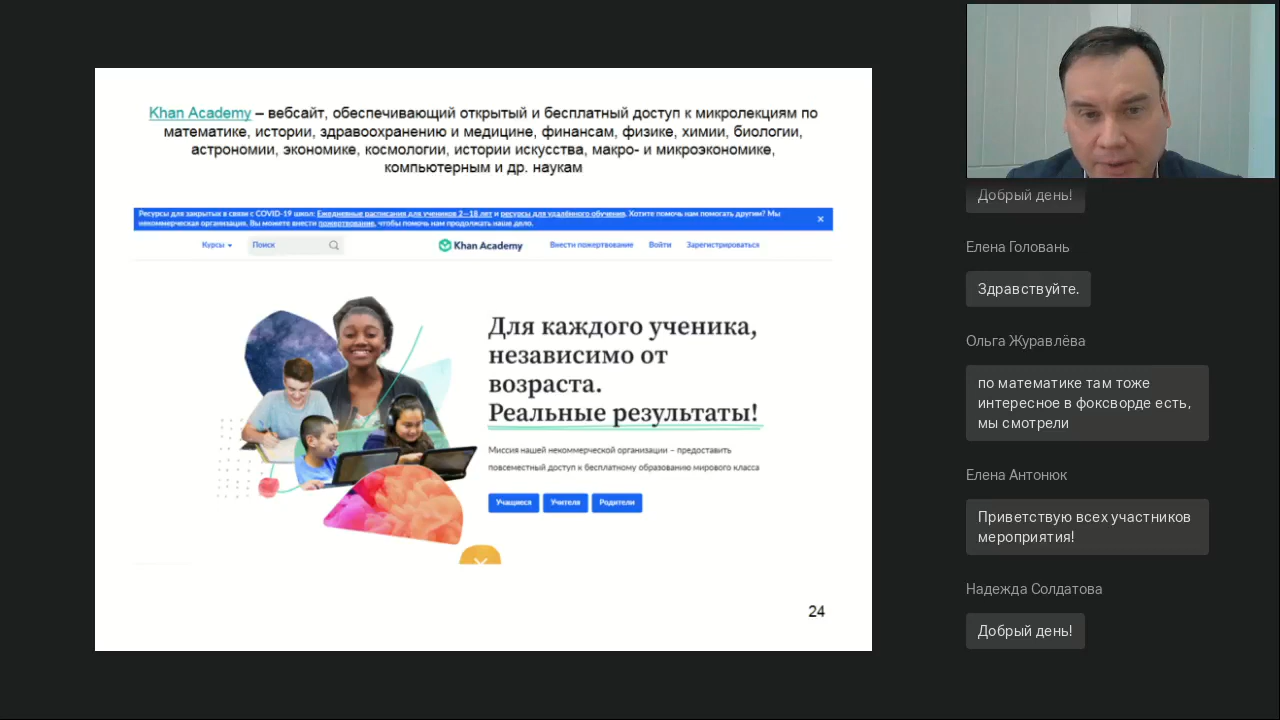 Khan Academy – вебсайт, обеспечивающий открытый и бесплатный доступ к микролекциям по
математике, истории, здравоохранению и медицине, финансам, физике, химии, биологии,
астрономии, экономике, космологии, истории искусства, макро- и микроэкономике,
компьютерным и др. наукам
Ресурсы для закрытых в связи с COVID-19 школ: Ежедневные расписания для учеников 2–18 лет и ресурсы для удалённого обучения. Хотите помочь нам помогать другим? Мы
некоммерческая организация. Вы можете внести пожертвование, чтобы помочь нам продолжать наше дело.
Курсы
Поиск
Khan Academy
Внести пожертвование
Войти
Зарегистрироваться
Для каждого ученика,
независимо от
возраста.
Реальные результаты!
Миссия нашей некоммерческой организации – предоставить
повсеместный доступ к бесплатному образованию мирового класса
Учащиеся
Учителя
Родители
24
Добрый день!
Елена Головань
Здравствуйте.
Ольга Журавлёва
по математике там тоже
интересное в фоксворде есть,
мы смотрели
Елена Антонюк
Приветствую всех участников
мероприятия!
Надежда Солдатова
Добрый день!